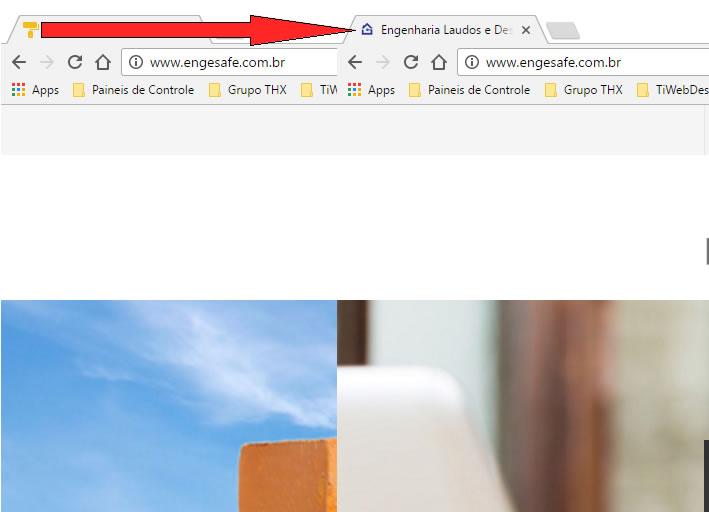 Engenharia Laudos e Des
www.engesafe.com.br www.engesafe.com.br
Apps Paineis de Controle Grupo THX TiW Apps Paineis de Controle Grupo THX TiWebDes